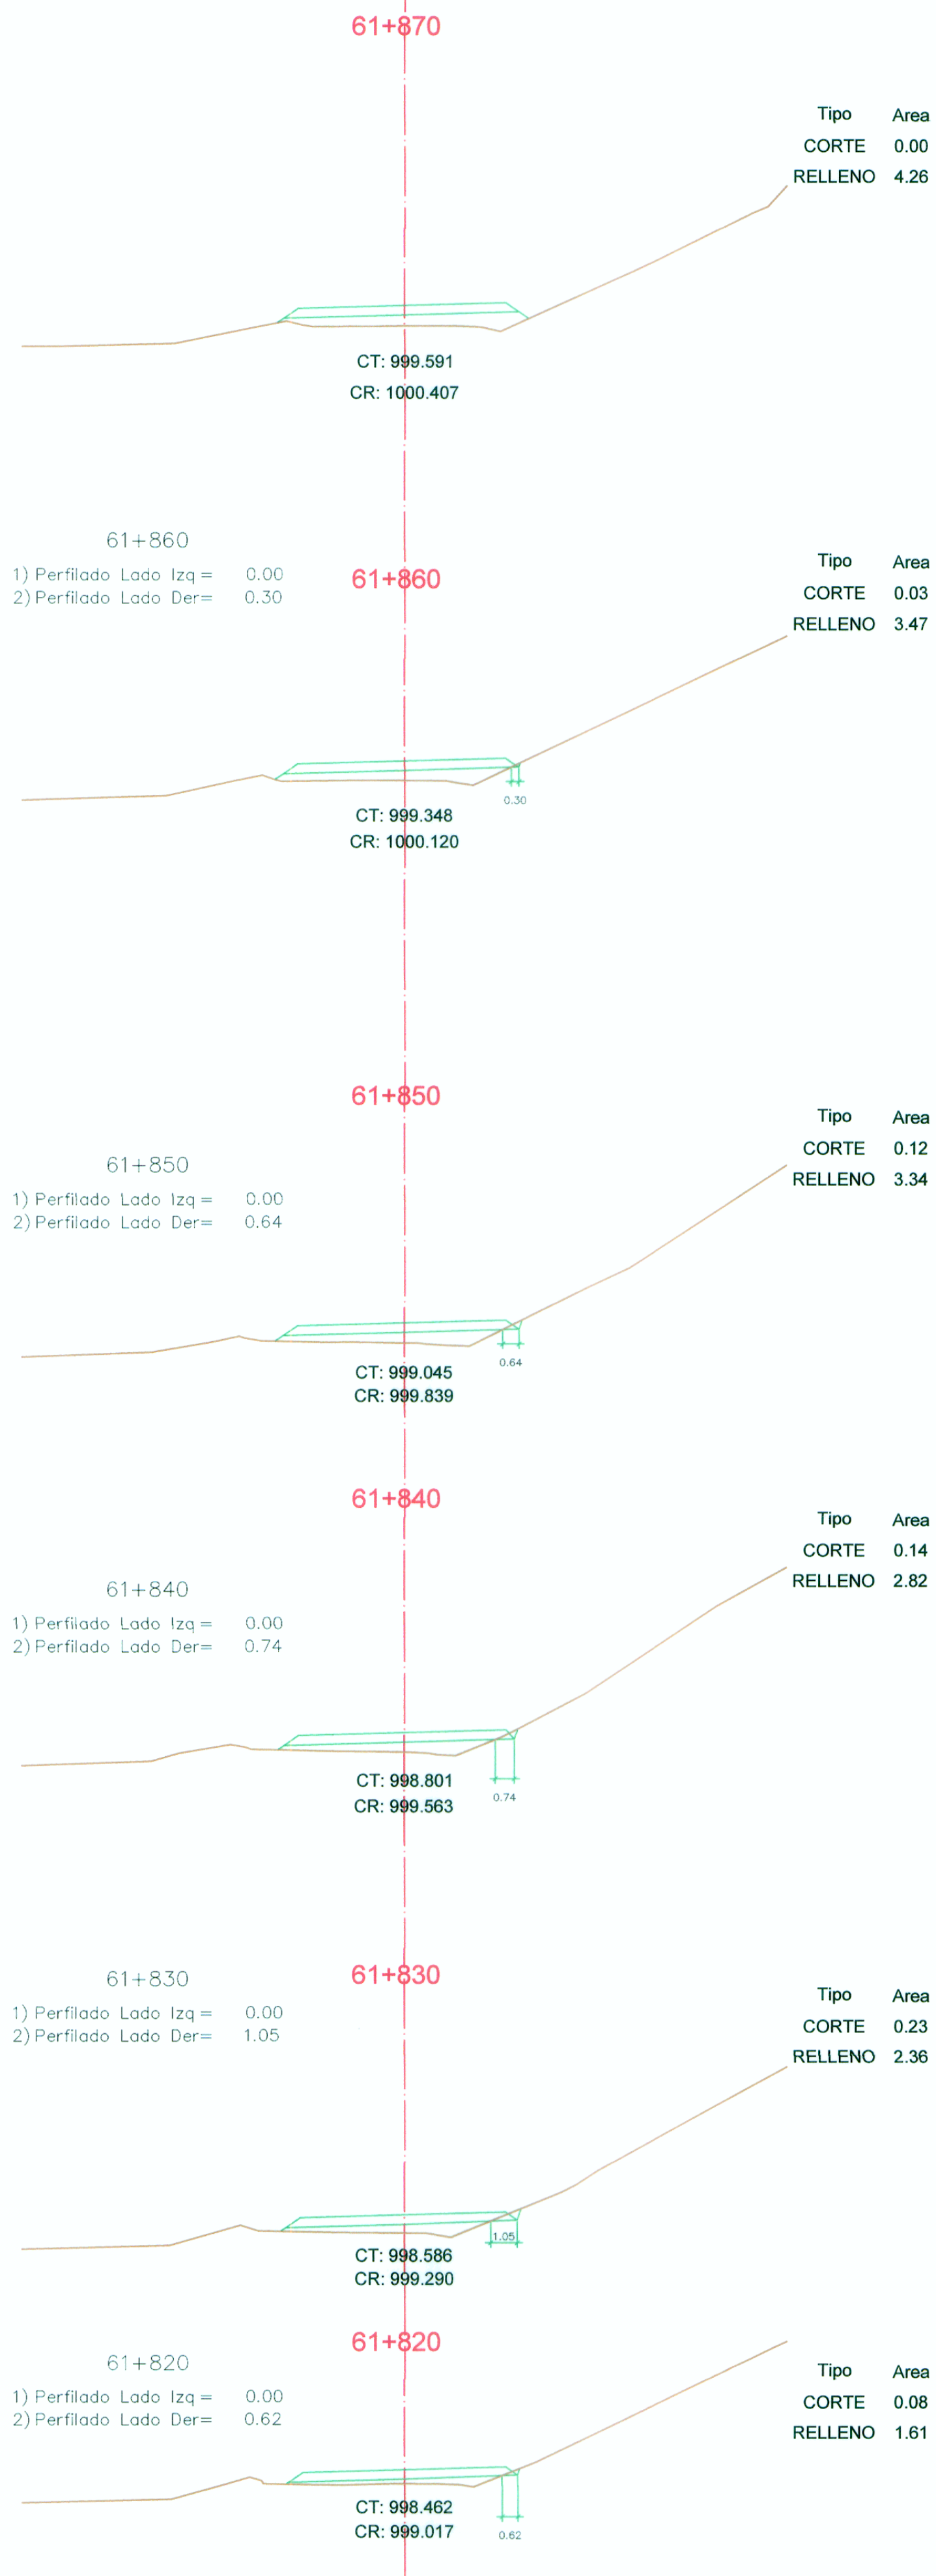 61+870
Tipo Area
CORTE 0.00
RELLENO 4.26
CT: 999.591
CR: 1000.407
61+860
1) Perfilado Lado Izq = 0.00
2) Perfilado Lado Der= 0.30
61+860
Tipo Area
CORTE 0.03
RELLENO 3.47
0.30
CT: 999.348
CR: 1000.120
61+850
61+850
1) Perfilado Lado Izq = 0.00
2) Perfilado Lado Der= 0.64
Tipo Area
CORTE 0.12
RELLENO 3.34
0.64
CT: 999.045
CR: 999.839
61+840
61+840
1) Perfilado Lado Izq = 0.00
2) Perfilado Lado Der= 0.74
Tipo Area
CORTE 0.14
RELLENO 2.82
CT: 998.801
0.74
CR: 999.563
61+830
61+830
1) Perfilado Lado Izq = 0.00
2) Perfilado Lado Der= 1.05
Tipo Area
CORTE 0.23
RELLENO 2.36
1.05
CT: 998.586
CR: 999.290
61+820
61+820
1) Perfilado Lado Izq = 0.00
2) Perfilado Lado Der= 0.62
Tipo Area
CORTE 0.08
RELLENO 1.61
CT: 998.462
CR: 999.017
0.62